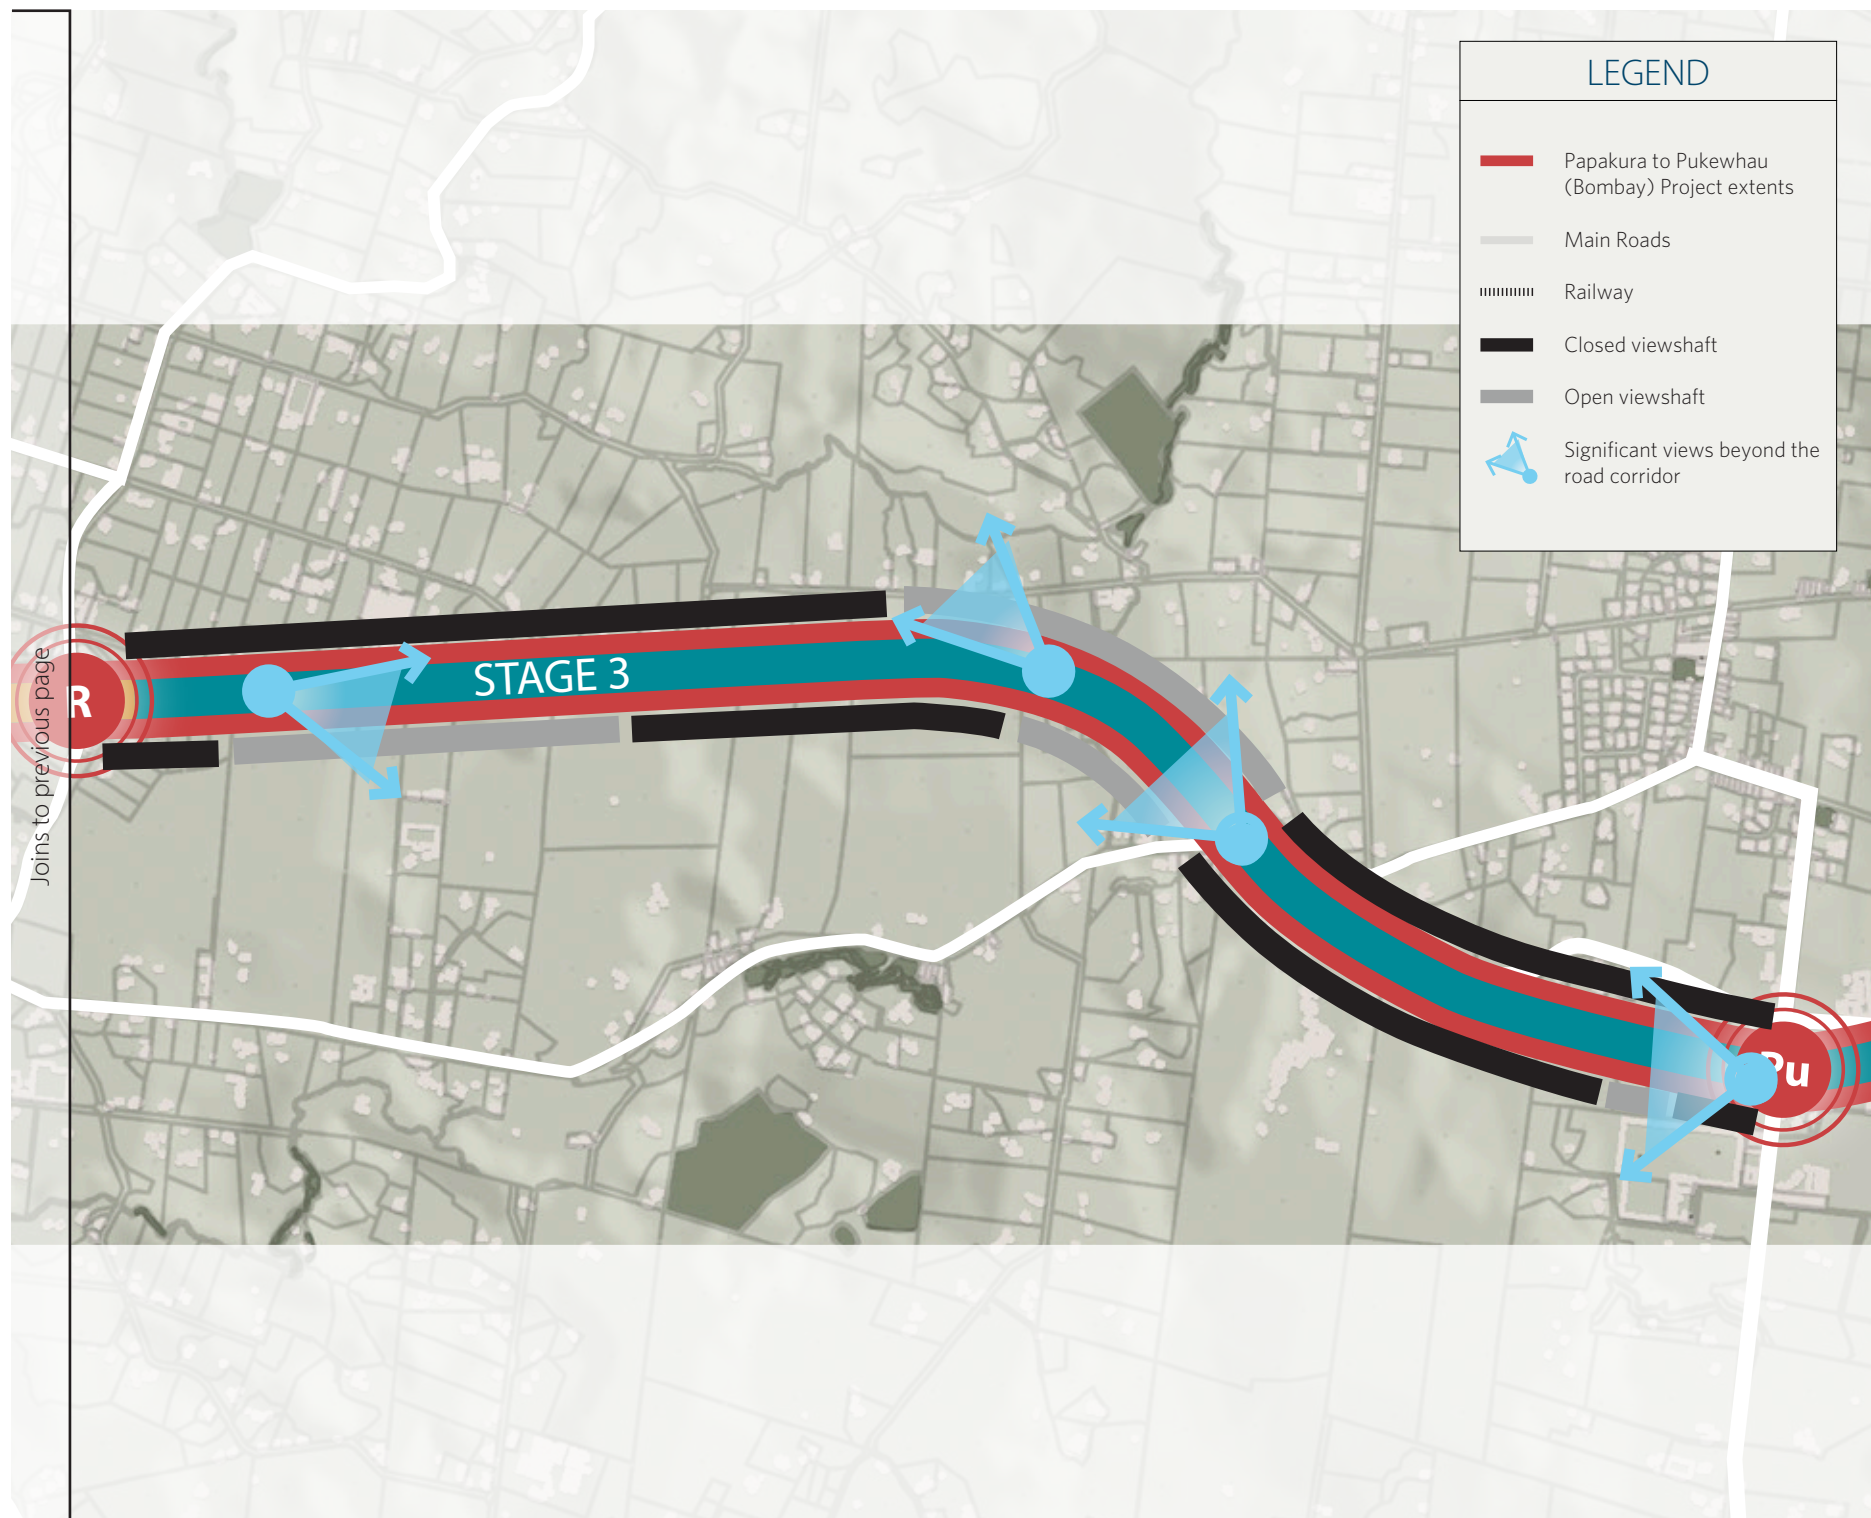 LEGEND
Papakura to Pukewhau
(Bombay) Project extents
Main Roads
Railway
Closed viewshaft
Open viewshaft
Significant views beyond the
road corridor
STAGE 3
R
Joins to previous page
Pu